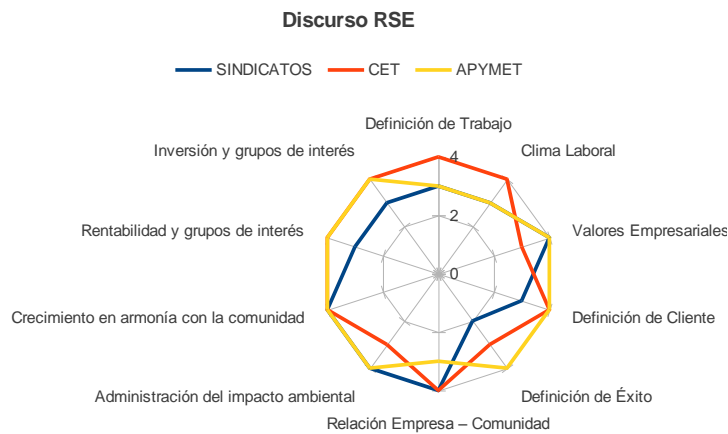 Discurso RSE
SINDICATOS CET APYMET
Definición de Trabajo
Inversión y grupos de interés
Clima Laboral
4
Rentabilidad y grupos de interés
2
Valores Empresariales
0
Crecimiento en armonía con la comunidad
Definición de Cliente
Administración del impacto ambiental
Definición de Éxito
Relación Empresa – Comunidad